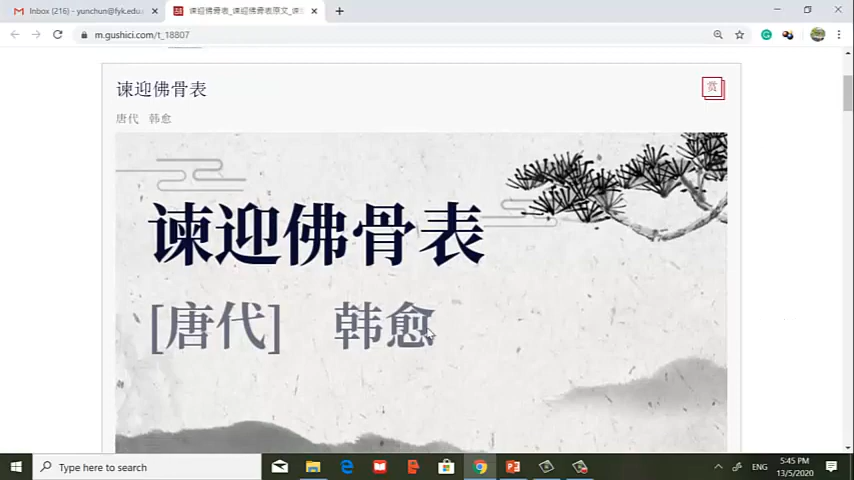 Inbox (216) - yunchun@fyk.edu.
谏迎佛骨表_谏迎佛骨表原文_谏
m.gushici.com/t_18807
谏迎佛骨表
赏
唐代 韩愈
谏迎佛骨表
[唐代] 韩愈
Type here to search
ENG
5:45 PM
13/5/2020